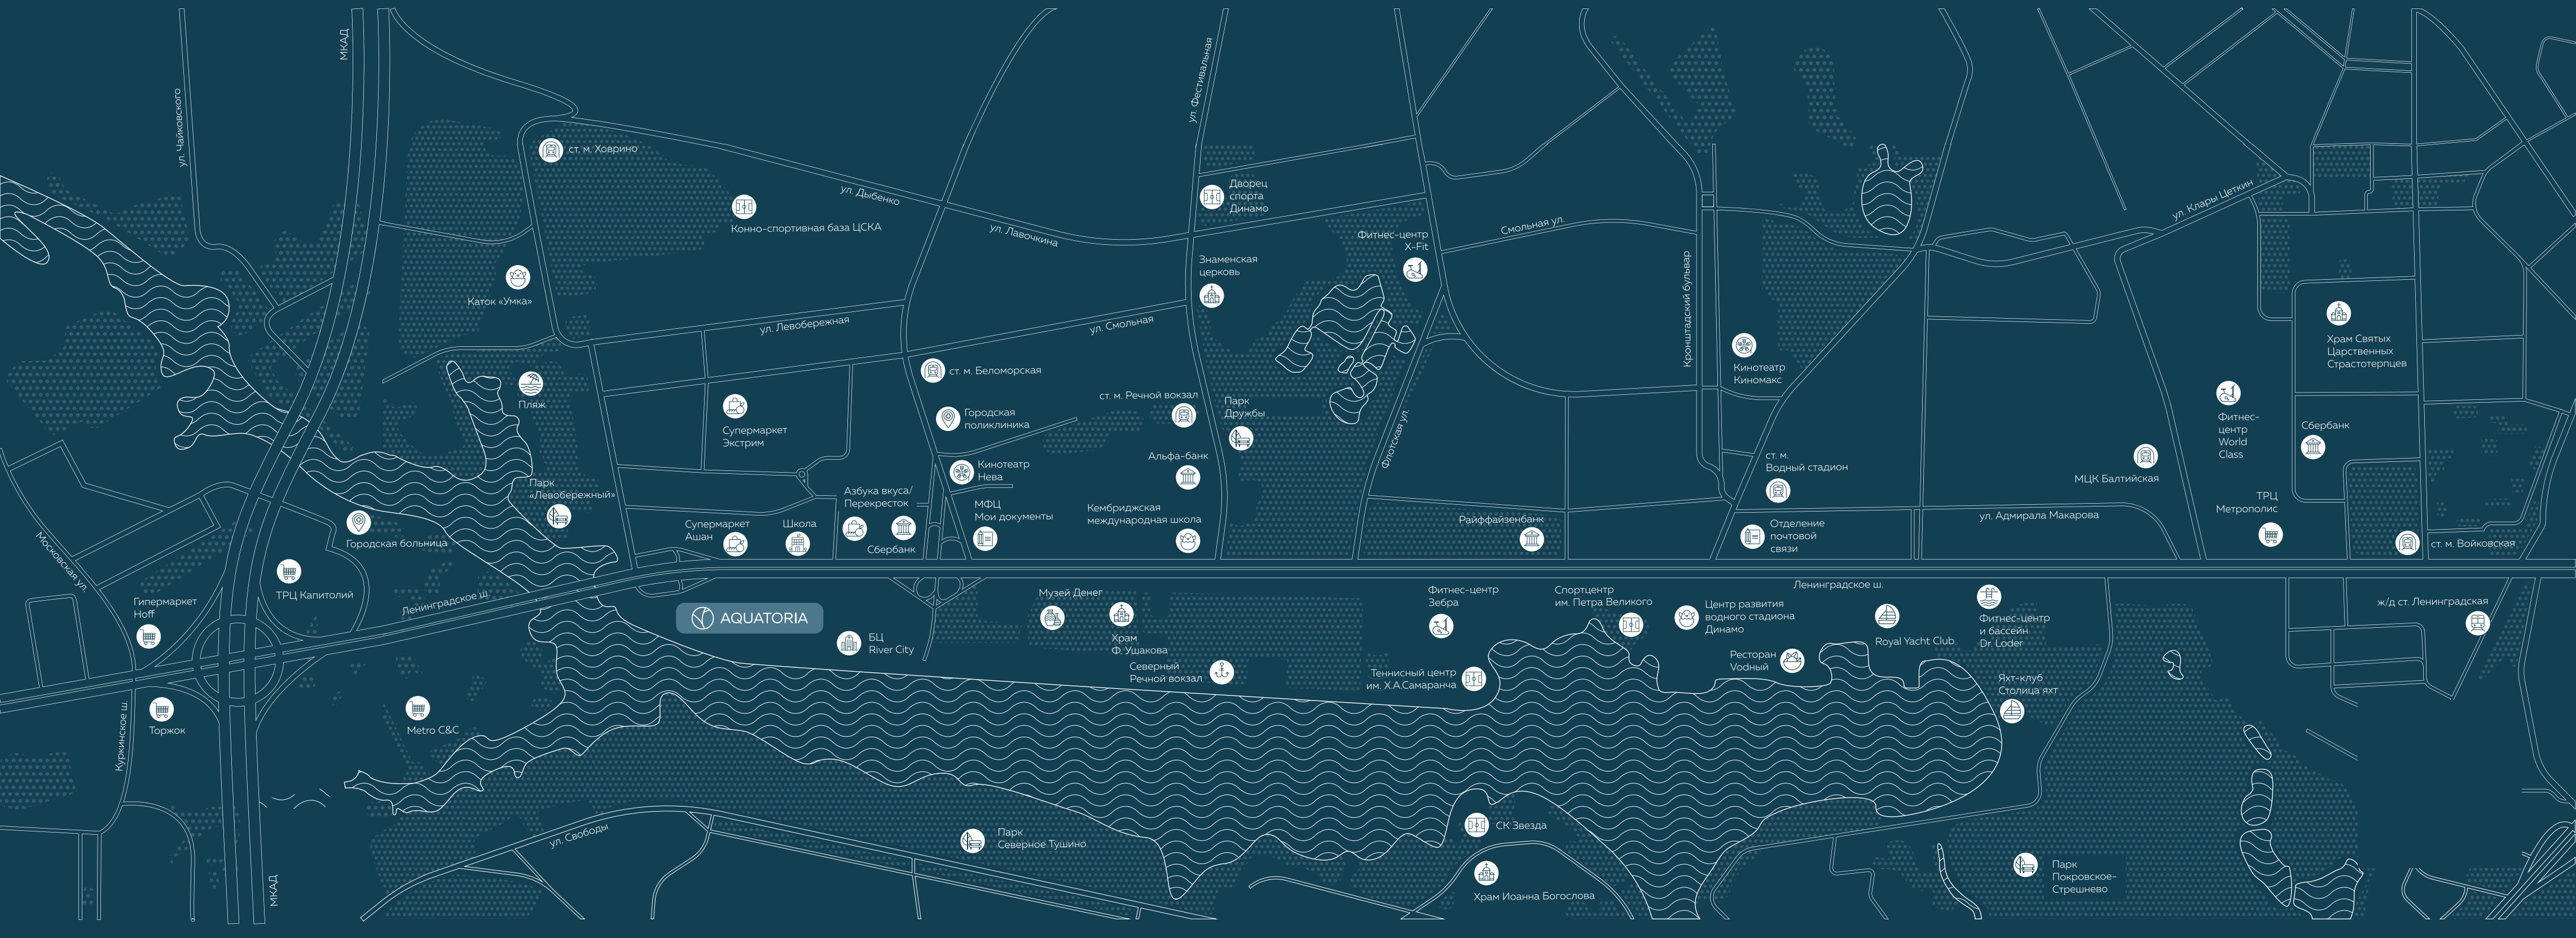 МКАД
ул. Чайковского
ст. м. Ховрино
Конно-спортивная база ЦСКА
ул. Дыбенко
ул. Лавочкина
ул. Фестивальная
Дворец
спорта
Динамо
Знаменская
церковь
Фитнес-центр
X-Fit
Смольная ул.
Кронштадский бульвар
ул. Клары Цеткин
Каток «Умка»
ул. Левобережная
ул. Смольная
Пляж
Супермаркет
Экстрим
ст. м. Беломорская
Городская
поликлиника
ст. м. Речной вокзал
Парк
Дружбы
Флотская ул.
Кинотеатр
Киномакс
Храм Святых
Царственных
Страстотерпцев
Фитнес-
центр
World
Class
Сбербанк
Парк
«Левобережный»
Кинотеатр
Нева
Альфа-банк
ст. м.
Водный стадион
МЦК Балтийская
ТРЦ
Метрополис
Городская больница
Супермаркет
Ашан
Школа
Азбука вкуса/
Перекресток
Сбербанк
МФЦ
Мои документы
Кембриджская
международная школа
Райффайзенбанк
Отделение
почтовой
связи
ул. Адмирала Макарова
ст. м. Войковская
Московская ул.
ТРЦ Капитолий
Гипермаркет
Hoff
Ленинградское ш.
AQUATORIA
БЦ
River City
Музей Денег
Храм
Ф. Ушакова
Северный
Речной вокзал
Фитнес-центр
Зебра
Теннисный центр
им. Х.А.Самаранча
Спортцентр
им. Петра Великого
Центр развития
водного стадиона
Динамо
Ленинградское ш.
Ресторан
Vodный
Royal Yacht Club
Фитнес-центр
и бассейн
Dr. Loder
Яхт-клуб
Столица яхт
ж/д ст. Ленинградская
Куркинское ш.
Торжок
Metro C&C
МКАД
ул. Свободы
Парк
Северное Тушино
СК Звезда
Храм Иоанна Богослова
Парк
Покровское-
Стрешнево